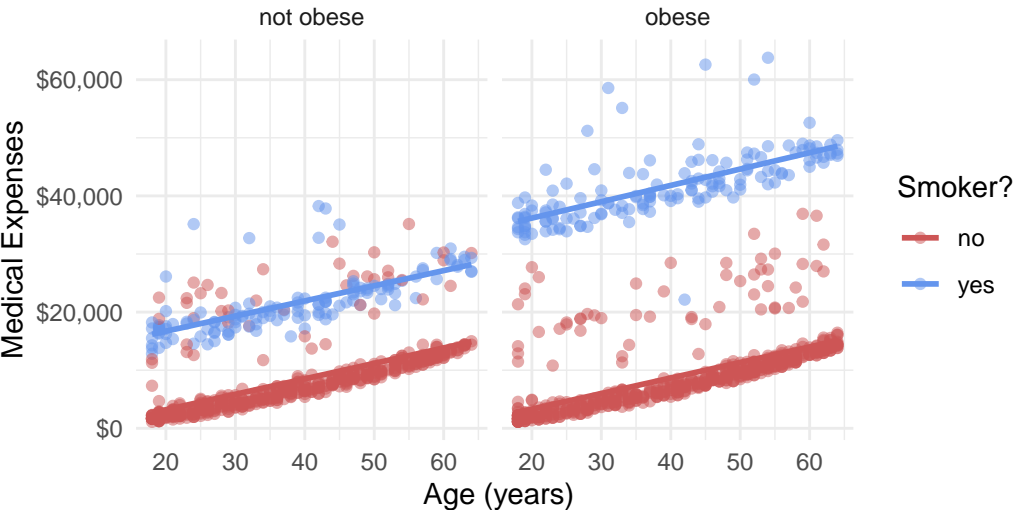 not obese
obese
Medical Expenses
$60,000
$40,000
$20,000
$0
20 30 40 50 60
20 30 40 50 60
Age (years)
Smoker?
no
yes